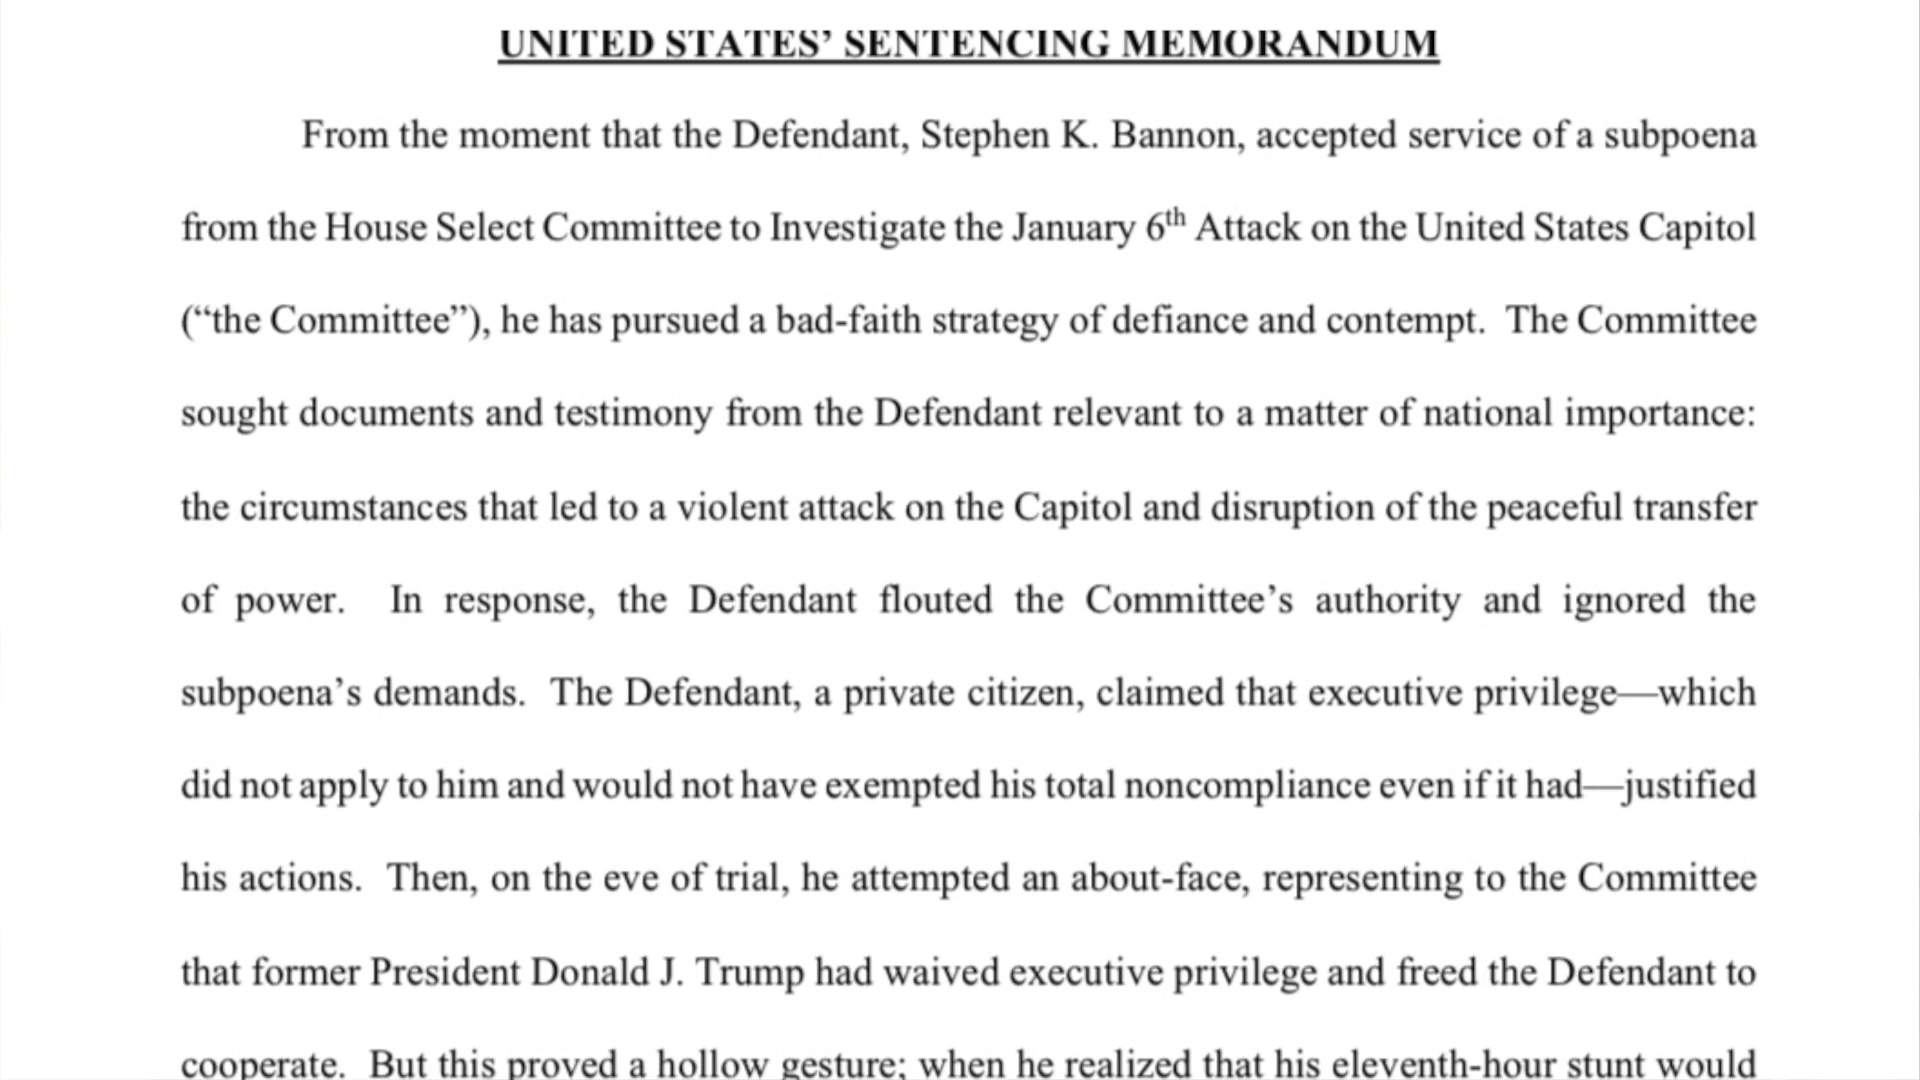 UNITED STATES’ SENTENCING MEMORANDUM
From the moment that the Defendant, Stephen K. Bannon, accepted service of a subpoena
from the House Select Committee to Investigate the January 6th Attack on the United States Capitol
(“the Committee”), he has pursued a bad-faith strategy of defiance and contempt.  The Committee
sought documents and testimony from the Defendant relevant to a matter of national importance:
the circumstances that led to a violent attack on the Capitol and disruption of the peaceful transfer
of power.  In response, the Defendant flouted the Committee’s authority and ignored the
subpoena’s demands.  The Defendant, a private citizen, claimed that executive privilege—which
did not apply to him and would not have exempted his total noncompliance even if it had—justified
his actions.  Then, on the eve of trial, he attempted an about-face, representing to the Committee
that former President Donald J. Trump had waived executive privilege and freed the Defendant to
cooperate.  But this proved a hollow gesture; when he realized that his eleventh-hour stunt would